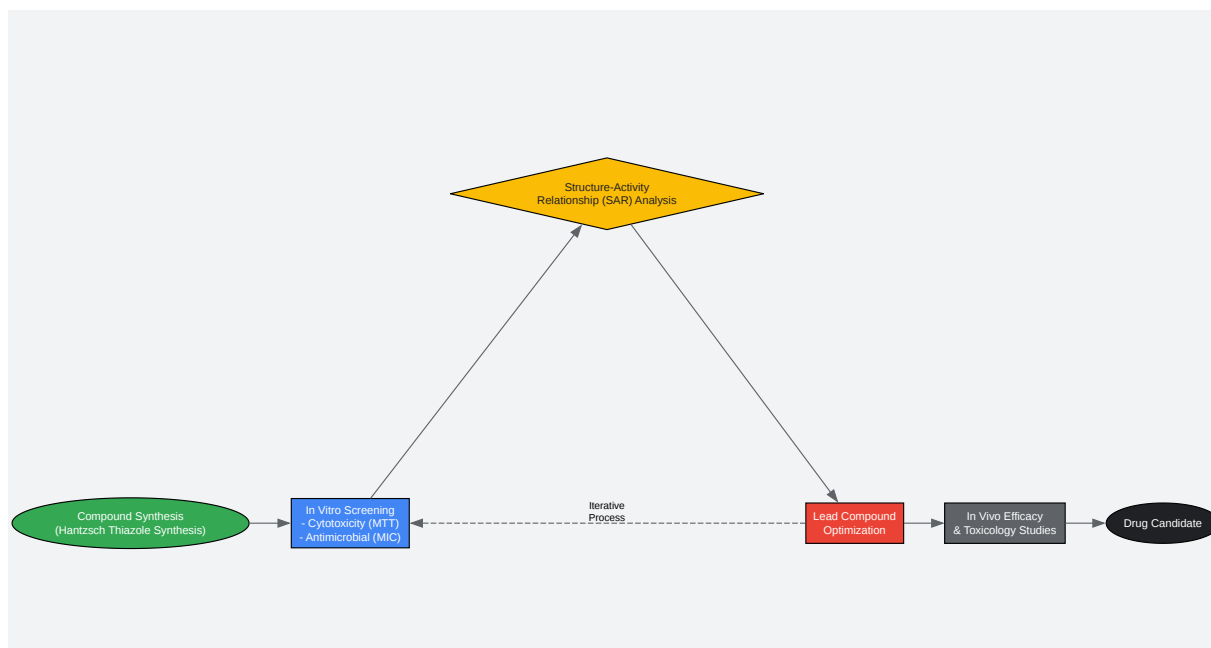 Structure-Activity
Relationship (SAR) Analysis
Compound Synthesis
(Hantzsch Thiazole Synthesis)
In Vitro Screening
- Cytotoxicity (MTT)
- Antimicrobial (MIC)
Iterative
Process
Lead Compound
Optimization
In Vivo Efficacy
& Toxicology Studies
Drug Candidate